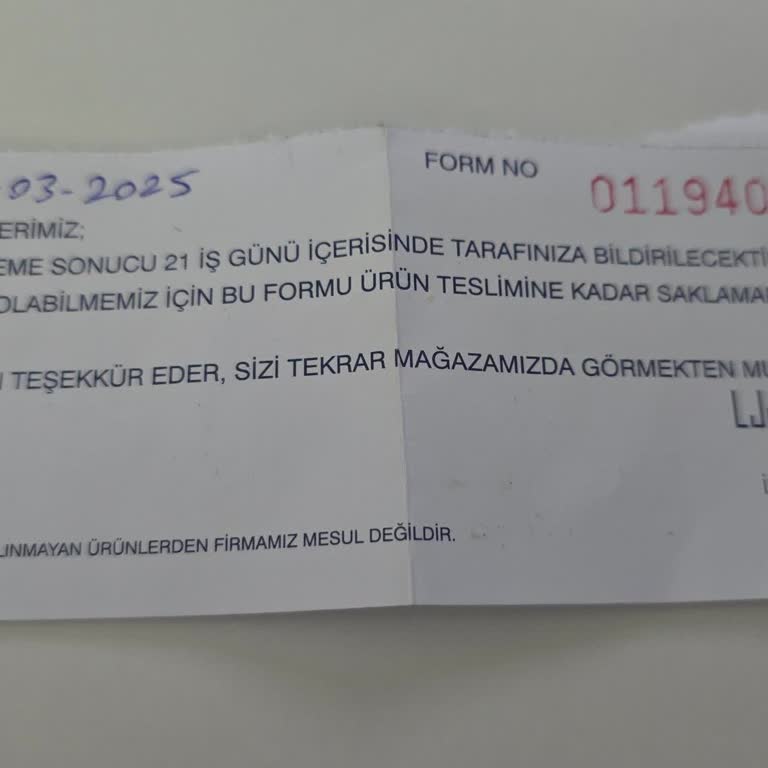 -03-2025
FORM NO 011940
ERİMİZ;
EME SONUCU 21 İŞ GÜNÜ İÇERİSİNDE TARAFINIZA BİLDİRİLECEKTİ
OLABİLMEMİZ İÇİN BU FORMU ÜRÜN TESLİMİNE KADAR SAKLAMA
TEŞEKKÜR EDER, SİZİ TEKRAR MAĞAZAMIZDA GÖRMEKTEN MU
LINMAYAN ÜRÜNLERDEN FİRMAMIZ MESUL DEĞİLDİR.